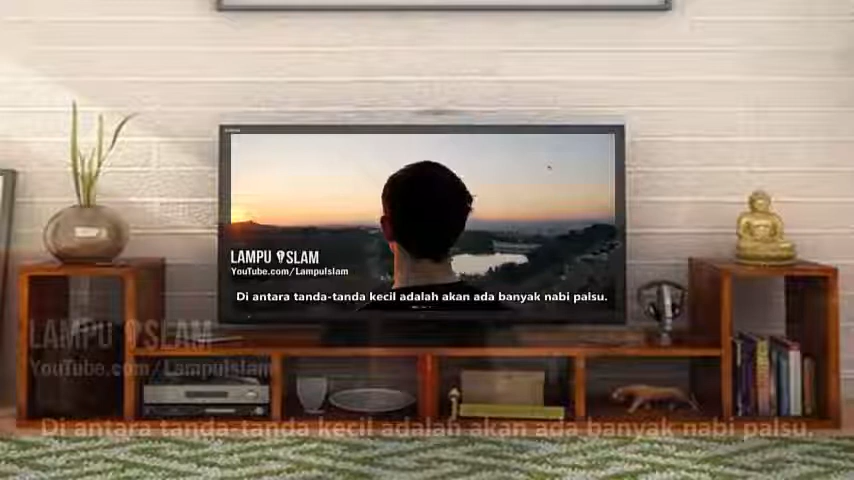 LAMPU ISLAM
YouTube.com/LampuIslam
Di antara tanda-tanda kecil adalah akan ada banyak nabi palsu.
LAMPU ISLAM
YouTube.com/LampuIslam
Di antara tanda-tanda kecil adalah akan ada banyak nabi palsu.